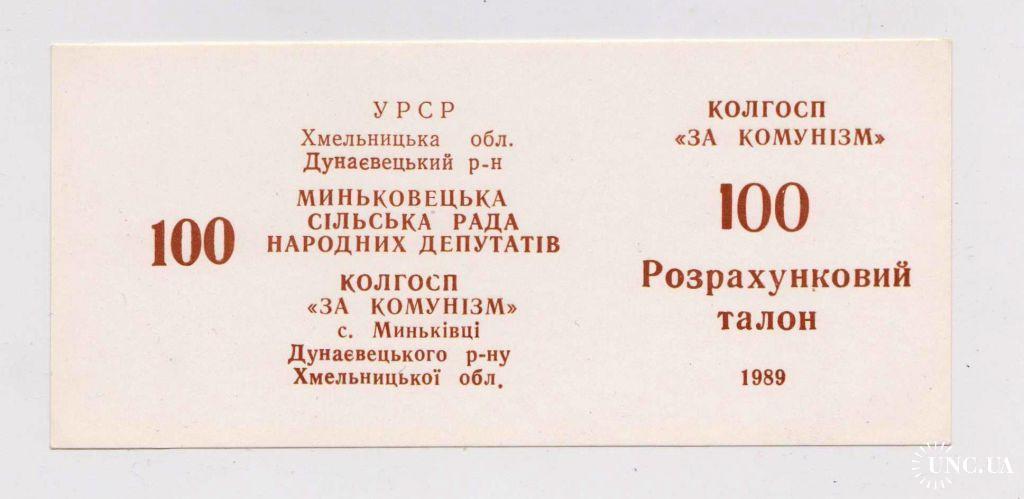 УРСР
Хмельницька обл.
Дунаєвецький р-н
МИНЬКОВЕЦЬКА
СІЛЬСЬКА РАДА
НАРОДНИХ ДЕПУТАТІВ
100
КОЛГОСП
«ЗА КОМУНІЗМ»
с. Миньківці
Дунаєвецького р-ну
Хмельницької обл.
КОЛГОСП
«ЗА КОМУНІЗМ»
100
Розрахунковий
талон
1989
UNC.UA